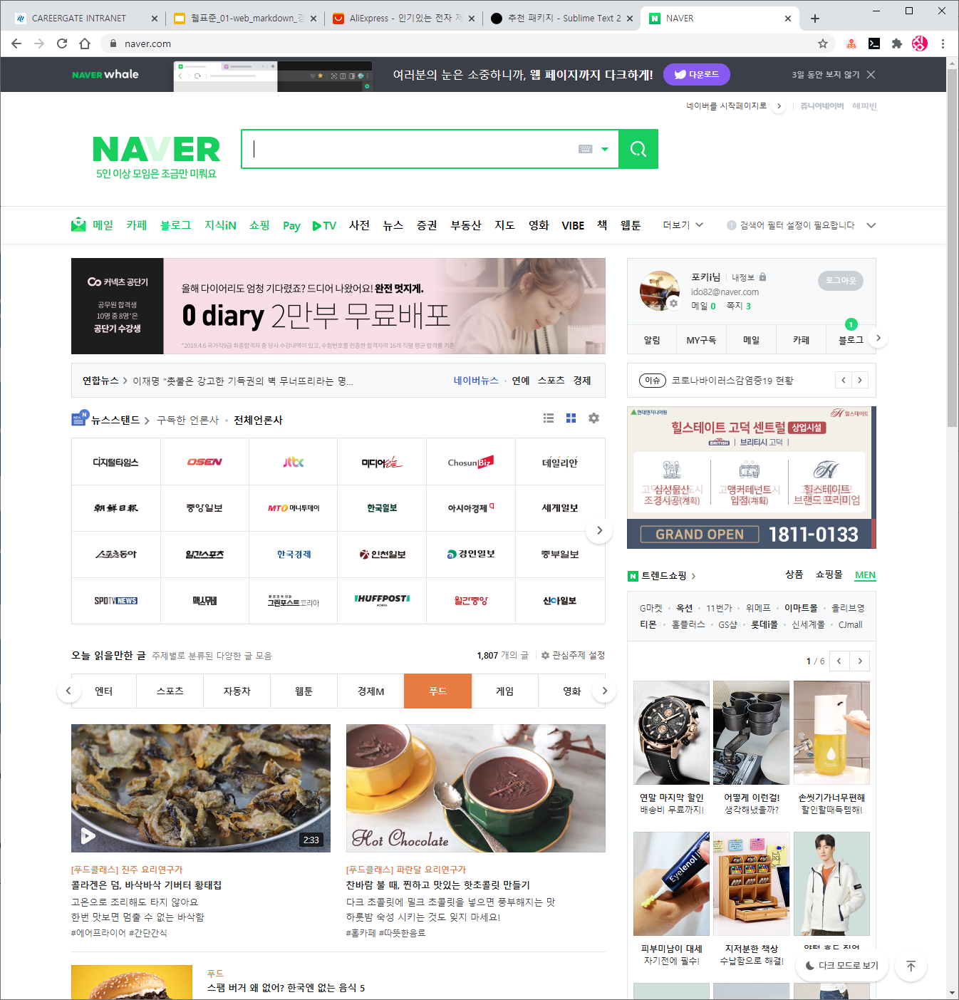 CAREERGATE INTRANET
웹표준_01-web_markdown_강
AliExpress - 인기있는 전자 제
추천 패키지 - Sublime Text 2
NAVER
naver.com
NAVER whale
여러분의 눈은 소중하니까, 웹 페이지까지 다크하게!
다운로드
3일 동안 보지 않기
네이버를 시작페이지로
쥬니어네이버 해피빈
NAVER
5인 이상 모임은 조금만 미뤄요
메일 카페 블로그 지식iN 쇼핑 Pay TV 사전 뉴스 증권 부동산 지도 영화 VIBE 책 웹툰 더보기 검색어 필터 설정이 필요합니다
커넥츠 공단기
공무원 합격생
10명 중 8명*은
공단기 수강생
올해 다이어리도 엄청 기다렸죠? 드디어 나왔어요! 완전 멋지게.
0 diary 2만부 무료배포
*2019.4.6 국가직9급 최종합격자 중 당사 수강내역이 있고, 수험번호를 인증한 합격자의 16개 직렬 평균 합격률 기준
포키i님 내정보
로그아웃
ido82@naver.com
메일 0 쪽지 3
1
알림 MY구독 메일 카페 블로그
연합뉴스 이재명 "촛불은 강고한 기득권의 벽 무너뜨리라는 명...
네이버뉴스 연예 스포츠 경제
이슈 코로나바이러스감염증19 현황
뉴스스탠드 구독한 언론사 전체언론사
디지털타임스 OSEN jtbc 미디어오늘 ChosunBiz 데일리안
朝鮮日報 중앙일보 MTO 머니투데이 한국일보 아시아경제 세계일보
스포츠동아 일간스포츠 한국경제 인천일보 경인일보 중부일보
SPOTV NEWS 맥스무비 그린포스트코리아 HUFFPOST 월간중앙 신아일보
현대엔지니어링
힐스테이트
힐스테이트 고덕 센트럴 상업시설
BRITISH | 브리티시 고덕 |
삼성물산
조경시공(계획)
앵커테넌트
입점(계획)
힐스테이트
브랜드 프리미엄
GRAND OPEN 1811-0133
트렌드쇼핑
상품 쇼핑몰 MEN
G마켓 옥션 11번가 위메프 이마트몰 올리브영
티몬 홈플러스 GS샵 롯데i몰 신세계몰 CJmall
1 / 6
오늘 읽을만한 글 주제별로 분류된 다양한 글 모음
1,807 개의 글 관심주제 설정
엔터 스포츠 자동차 웹툰 경제M 푸드 게임 영화
2:33
Hot Chocolate
[푸드클래스] 진주 요리연구가
콜라겐은 덤, 바삭바삭 기버터 황태칩
고온으로 조리해도 타지 않아요
한번 맛보면 멈출 수 없는 바삭함
#에어프라이어 #간단간식
[푸드클래스] 파란달 요리연구가
찬바람 불 때, 찐하고 맛있는 핫초콜릿 만들기
다크 초콜릿에 밀크 초콜릿을 넣으면 풍부해지는 맛
하룻밤 숙성 시키는 것도 잊지 마세요!
#홈카페 #따뜻한음료
연말 마지막 할인
배송비 무료까지!
어떻게 이런걸!
생각해냈을까?
손씻기가너무편해
할인할때득템해!
Eyelenol
피부미남이 대세
자기전에 필수!
지저분한 책상
수납함으로 해결!
푸드
스팸 버거 왜 없어? 한국엔 없는 음식 5
다크 모드로 보기